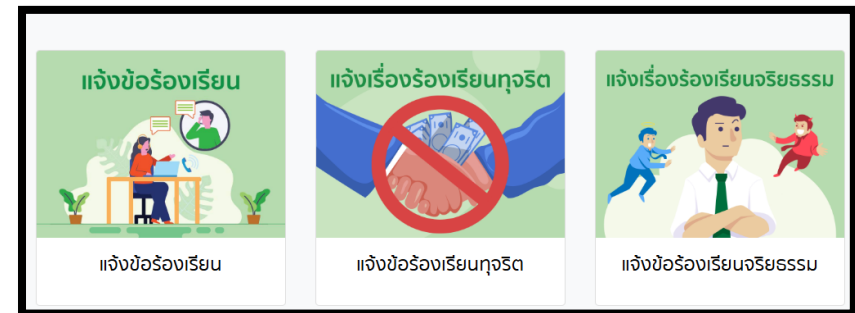 แจ้งข้อร้องเรียน
แจ้งเรื่องร้องเรียนทุจริต
แจ้งเรื่องร้องเรียนจริยธรรม
แจ้งข้อร้องเรียน
แจ้งข้อร้องเรียนทุจริต
แจ้งข้อร้องเรียนจริยธรรม